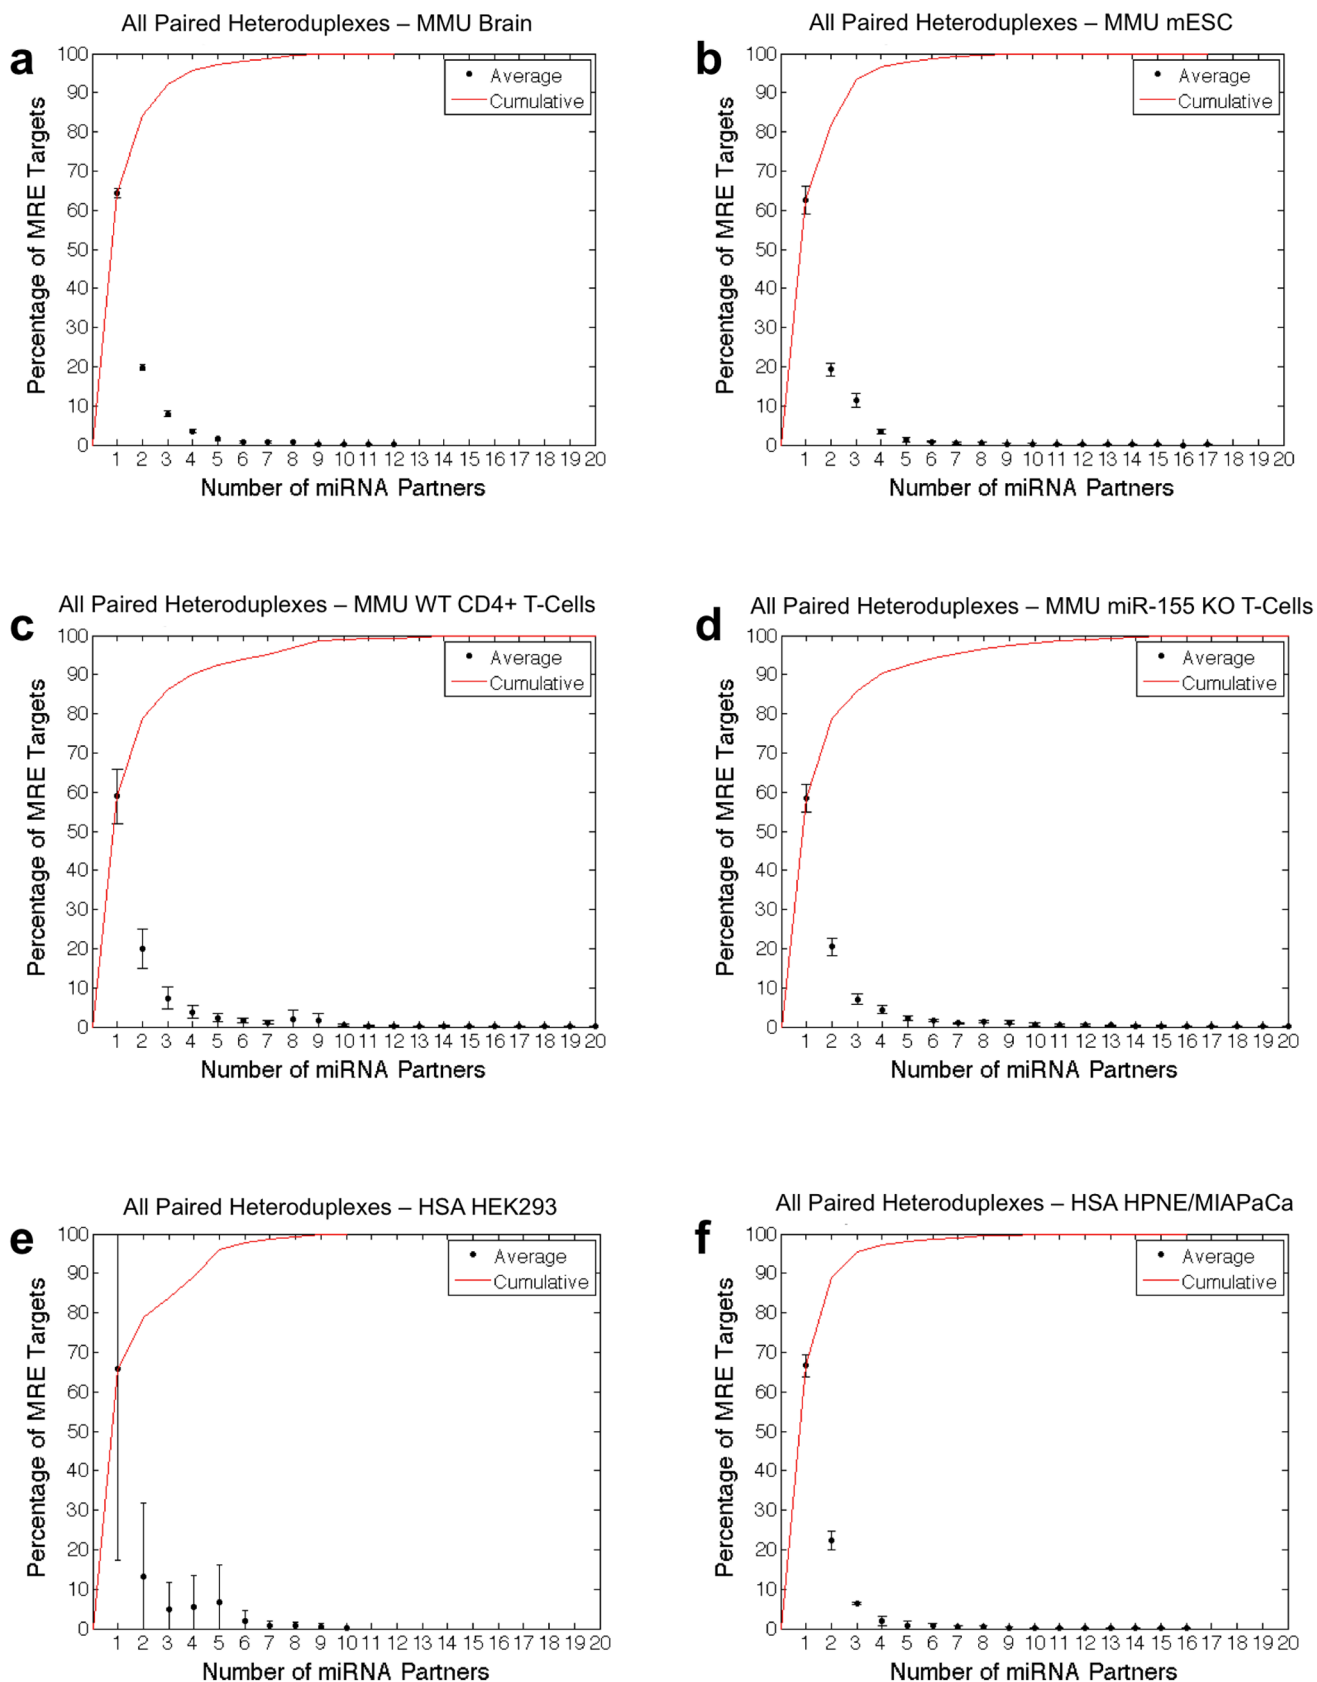 All Paired Heteroduplexes – MMU Brain
a
100
90
80
70
60
50
40
30
20
10
0
Percentage of MRE Targets
Average
Cumulative
1 2 3 4 5 6 7 8 9 10 11 12 13 14 15 16 17 18 19 20
Number of miRNA Partners
All Paired Heteroduplexes – MMU mESC
b
100
90
80
70
60
50
40
30
20
10
0
Percentage of MRE Targets
Average
Cumulative
1 2 3 4 5 6 7 8 9 10 11 12 13 14 15 16 17 18 19 20
Number of miRNA Partners
All Paired Heteroduplexes – MMU WT CD4+ T-Cells
c
100
90
80
70
60
50
40
30
20
10
0
Percentage of MRE Targets
Average
Cumulative
1 2 3 4 5 6 7 8 9 10 11 12 13 14 15 16 17 18 19 20
Number of miRNA Partners
All Paired Heteroduplexes – MMU miR-155 KO T-Cells
d
100
90
80
70
60
50
40
30
20
10
0
Percentage of MRE Targets
Average
Cumulative
1 2 3 4 5 6 7 8 9 10 11 12 13 14 15 16 17 18 19 20
Number of miRNA Partners
All Paired Heteroduplexes – HSA HEK293
e
100
90
80
70
60
50
40
30
20
10
0
Percentage of MRE Targets
Average
Cumulative
1 2 3 4 5 6 7 8 9 10 11 12 13 14 15 16 17 18 19 20
Number of miRNA Partners
All Paired Heteroduplexes – HSA HPNE/MIAPaCa
f
100
90
80
70
60
50
40
30
20
10
0
Percentage of MRE Targets
Average
Cumulative
1 2 3 4 5 6 7 8 9 10 11 12 13 14 15 16 17 18 19 20
Number of miRNA Partners